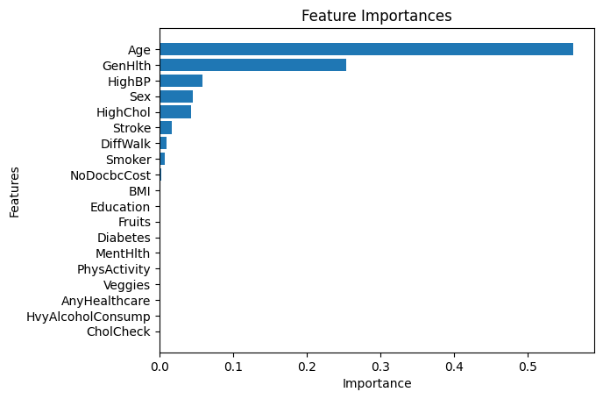 Feature Importances
Features
Age
GenHlth
HighBP
Sex
HighChol
Stroke
DiffWalk
Smoker
NoDocbcCost
BMI
Education
Fruits
Diabetes
MentHlth
PhysActivity
Veggies
AnyHealthcare
HvyAlcoholConsump
CholCheck
0.0 0.1 0.2 0.3 0.4 0.5
Importance